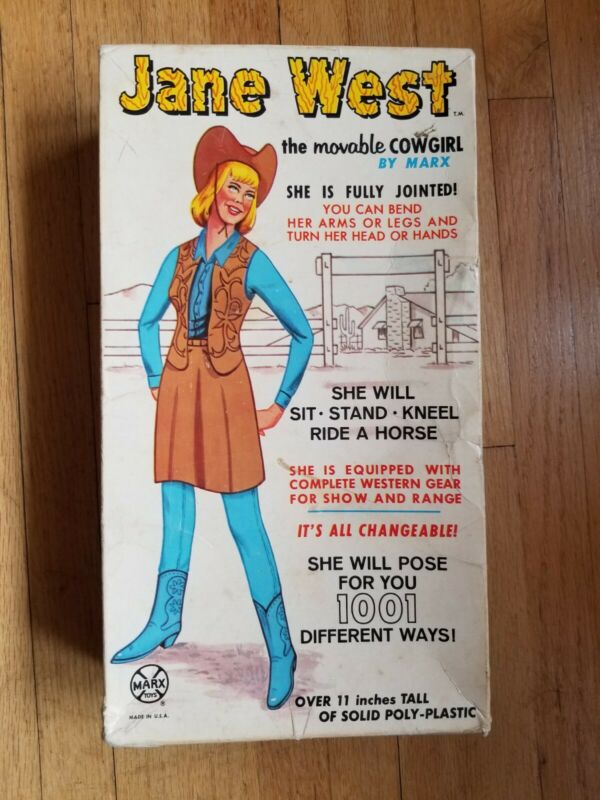 Jane West T.M.
the movable COWGIRL
BY MARX
SHE IS FULLY JOINTED!
YOU CAN BEND
HER ARMS OR LEGS AND
TURN HER HEAD OR HANDS
SHE WILL
SIT · STAND · KNEEL
RIDE A HORSE
SHE IS EQUIPPED WITH
COMPLETE WESTERN GEAR
FOR SHOW AND RANGE
IT'S ALL CHANGEABLE!
SHE WILL POSE
FOR YOU
1001
DIFFERENT WAYS!
MARX
TOYS
®
MADE IN U.S.A.
OVER 11 inches TALL
OF SOLID POLY-PLASTIC